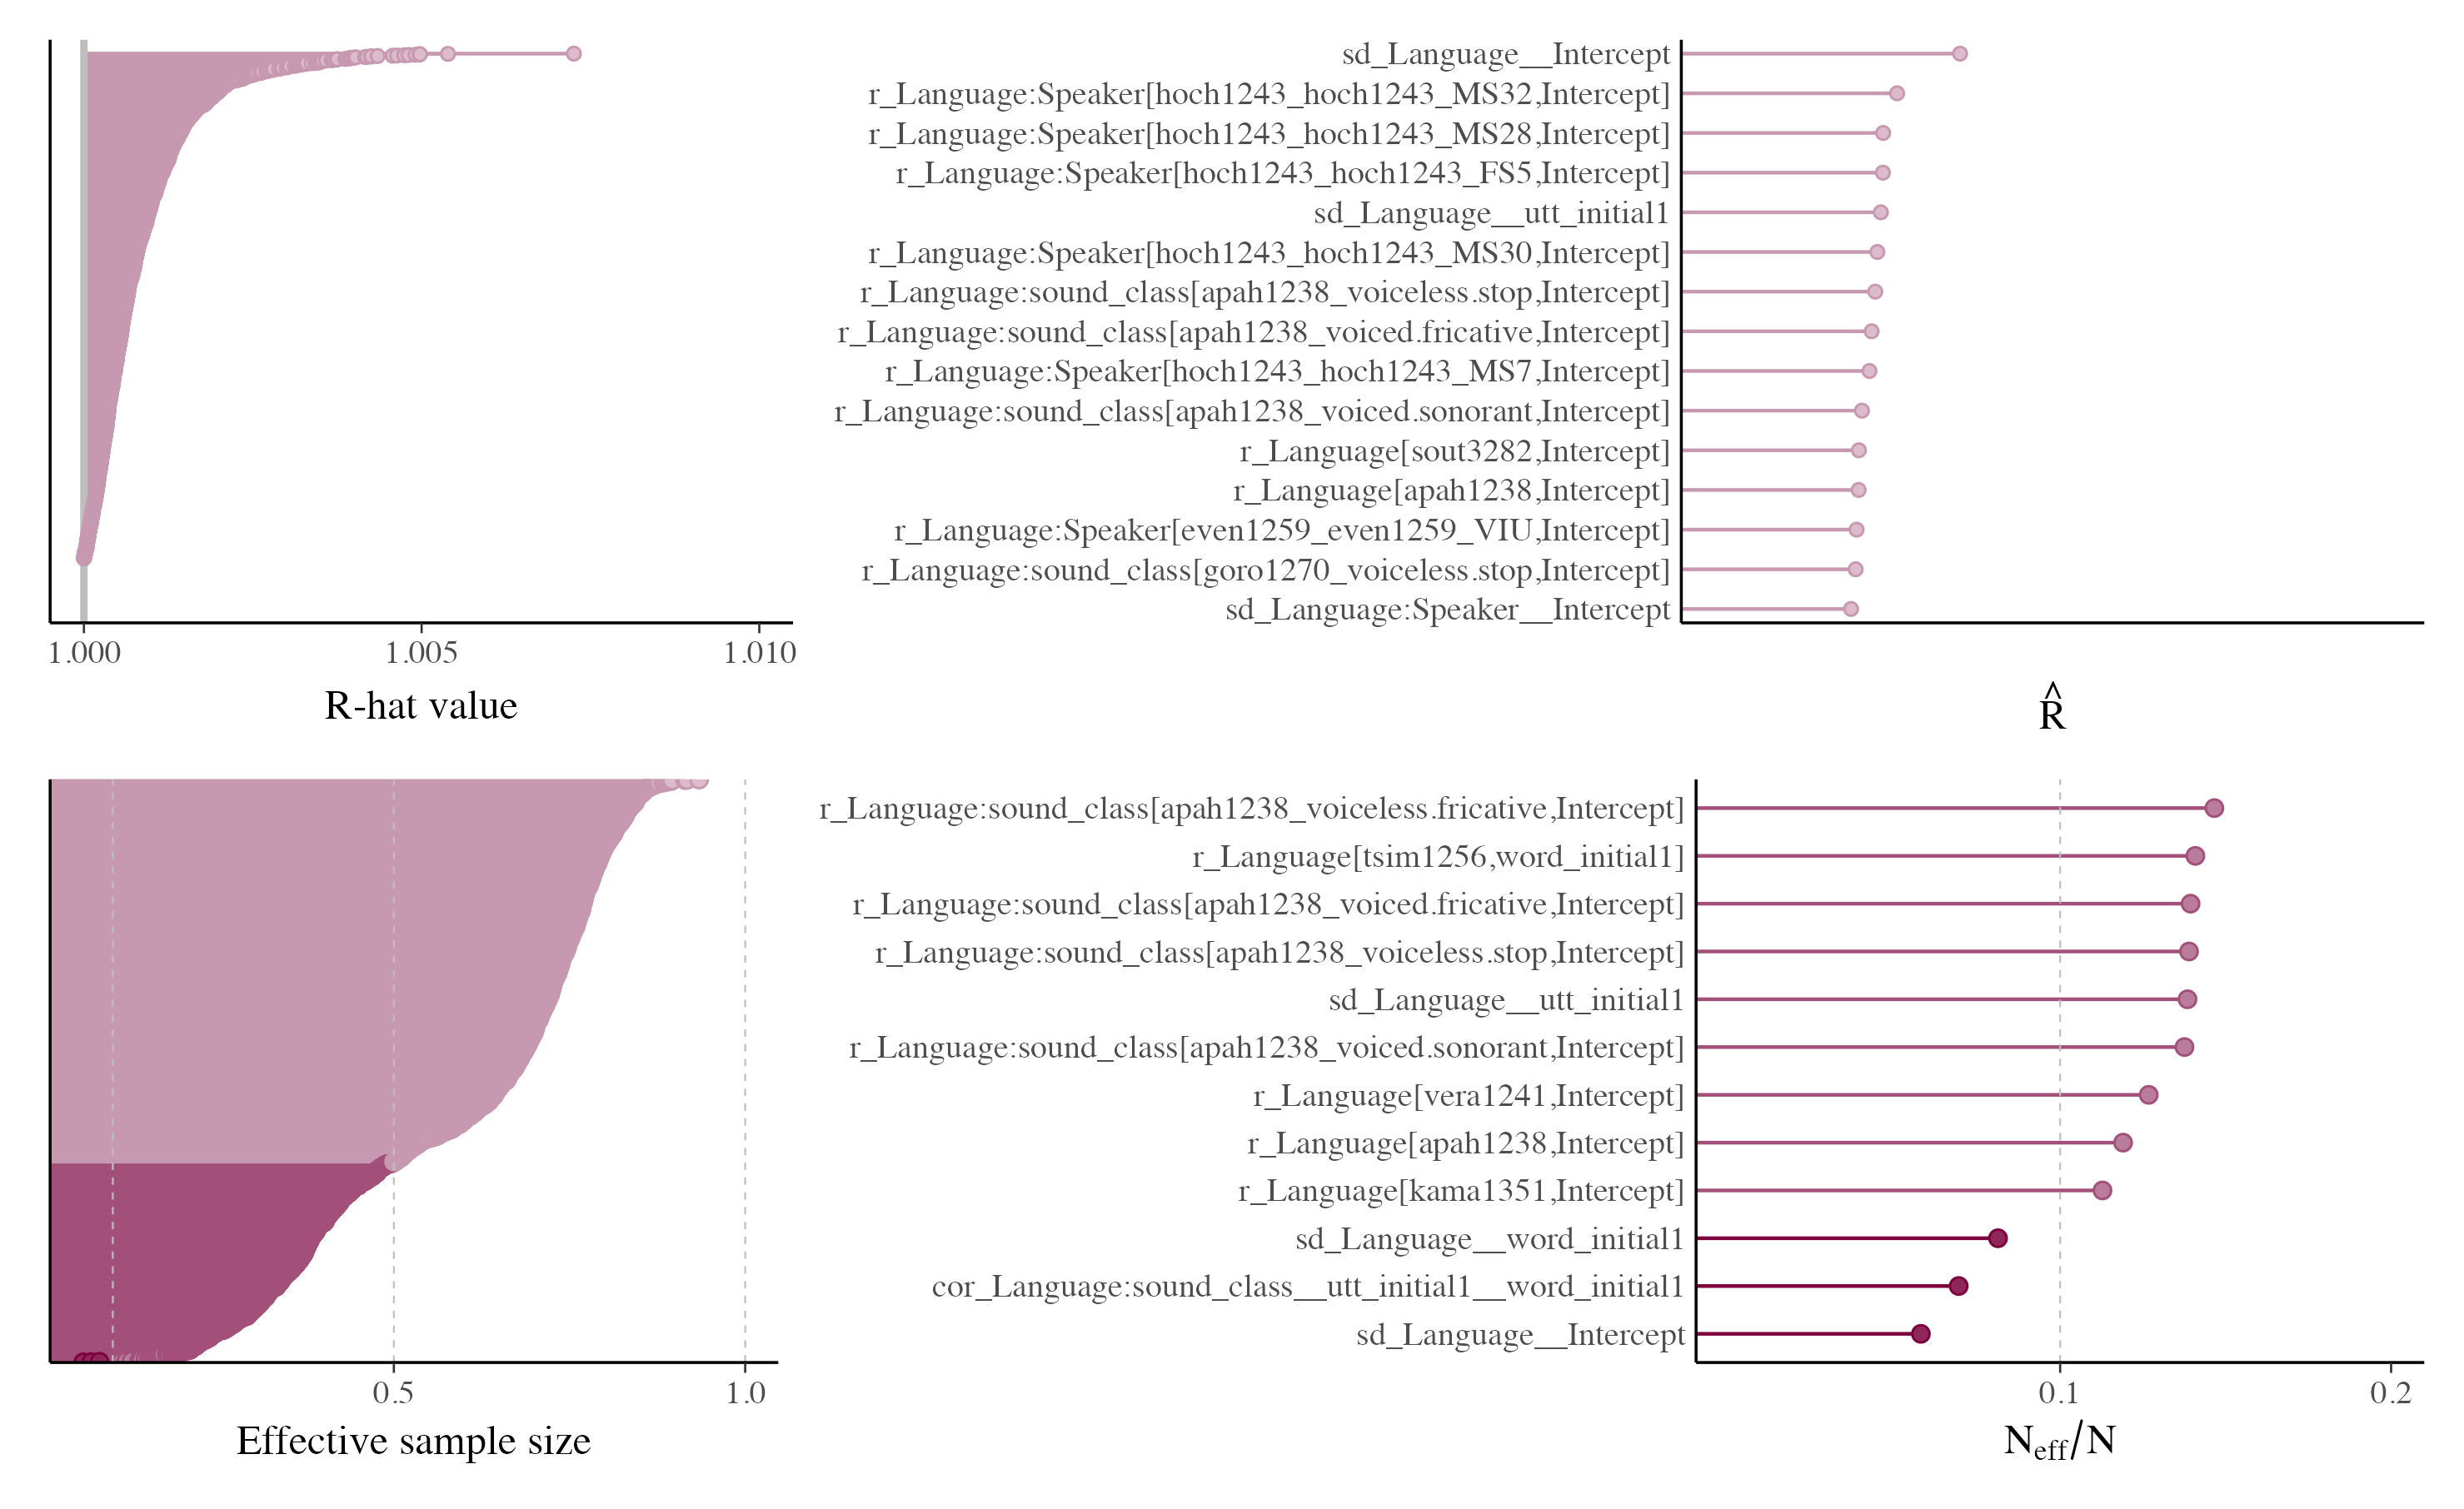 1.000 1.005 1.010
R-hat value
sd_Language__Intercept
r_Language:Speaker[hoch1243_hoch1243_MS32,Intercept]
r_Language:Speaker[hoch1243_hoch1243_MS28,Intercept]
r_Language:Speaker[hoch1243_hoch1243_FS5,Intercept]
sd_Language__utt_initial1
r_Language:Speaker[hoch1243_hoch1243_MS30,Intercept]
r_Language:sound_class[apah1238_voiceless.stop,Intercept]
r_Language:sound_class[apah1238_voiced.fricative,Intercept]
r_Language:Speaker[hoch1243_hoch1243_MS7,Intercept]
r_Language:sound_class[apah1238_voiced.sonorant,Intercept]
r_Language[sout3282,Intercept]
r_Language[apah1238,Intercept]
r_Language:Speaker[even1259_even1259_VIU,Intercept]
r_Language:sound_class[goro1270_voiceless.stop,Intercept]
sd_Language:Speaker__Intercept
R̂
0.5 1.0
Effective sample size
r_Language:sound_class[apah1238_voiceless.fricative,Intercept]
r_Language[tsim1256,word_initial1]
r_Language:sound_class[apah1238_voiced.fricative,Intercept]
r_Language:sound_class[apah1238_voiceless.stop,Intercept]
sd_Language__utt_initial1
r_Language:sound_class[apah1238_voiced.sonorant,Intercept]
r_Language[vera1241,Intercept]
r_Language[apah1238,Intercept]
r_Language[kama1351,Intercept]
sd_Language__word_initial1
cor_Language:sound_class__utt_initial1__word_initial1
sd_Language__Intercept
0.1 0.2
Neff/N